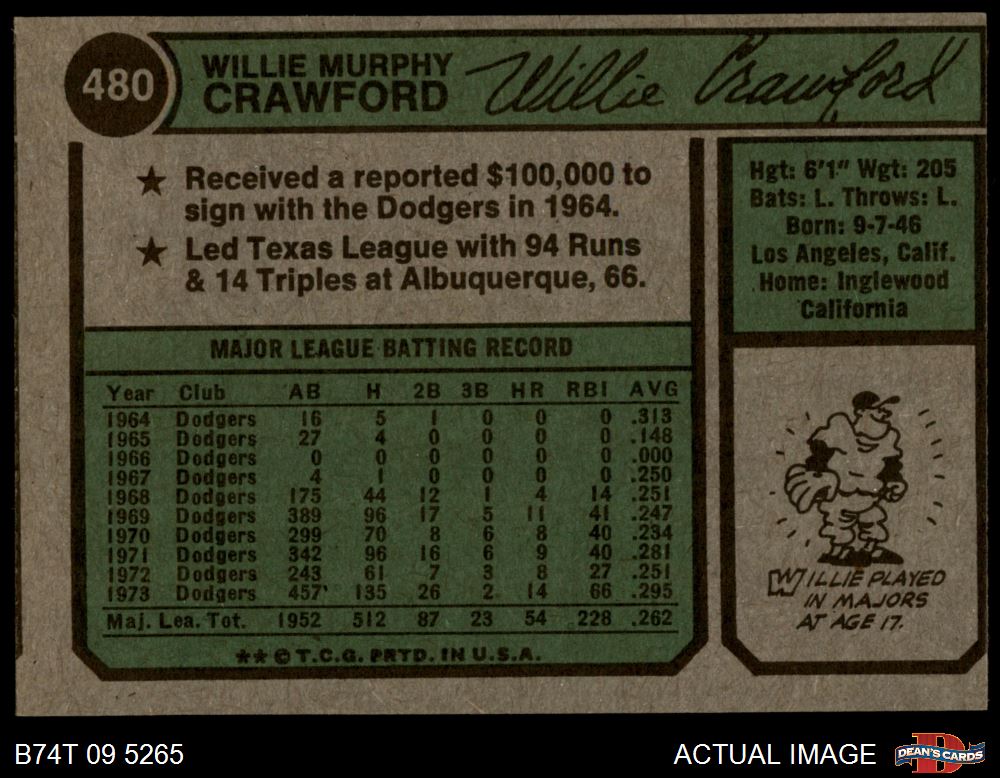 480
WILLIE MURPHY
CRAWFORD
Willie Crawford
★ Received a reported $100,000 to
sign with the Dodgers in 1964.
★ Led Texas League with 94 Runs
& 14 Triples at Albuquerque, 66.
Hgt: 6'1" Wgt: 205
Bats: L. Throws: L.
Born: 9-7-46
Los Angeles, Calif.
Home: Inglewood
California
MAJOR LEAGUE BATTING RECORD
Year Club AB H 2B 3B HR RBI AVG
1964 Dodgers 16 5 1 0 0 0 .313
1965 Dodgers 27 4 0 0 0 0 .148
1966 Dodgers 0 0 0 0 0 0 .000
1967 Dodgers 4 1 0 0 0 0 .250
1968 Dodgers 175 44 12 1 4 14 .251
1969 Dodgers 389 96 17 5 11 41 .247
1970 Dodgers 299 70 8 6 8 40 .234
1971 Dodgers 342 96 16 6 9 40 .281
1972 Dodgers 243 61 7 3 8 27 .251
1973 Dodgers 457 135 26 2 14 66 .295
Maj. Lea. Tot. 1952 512 87 23 54 228 .262
★★ © T.C.G. PRTD. IN U.S.A.
WILLIE PLAYED
IN MAJORS
AT AGE 17.
B74T 09 5265
ACTUAL IMAGE
DEAN'S CARDS